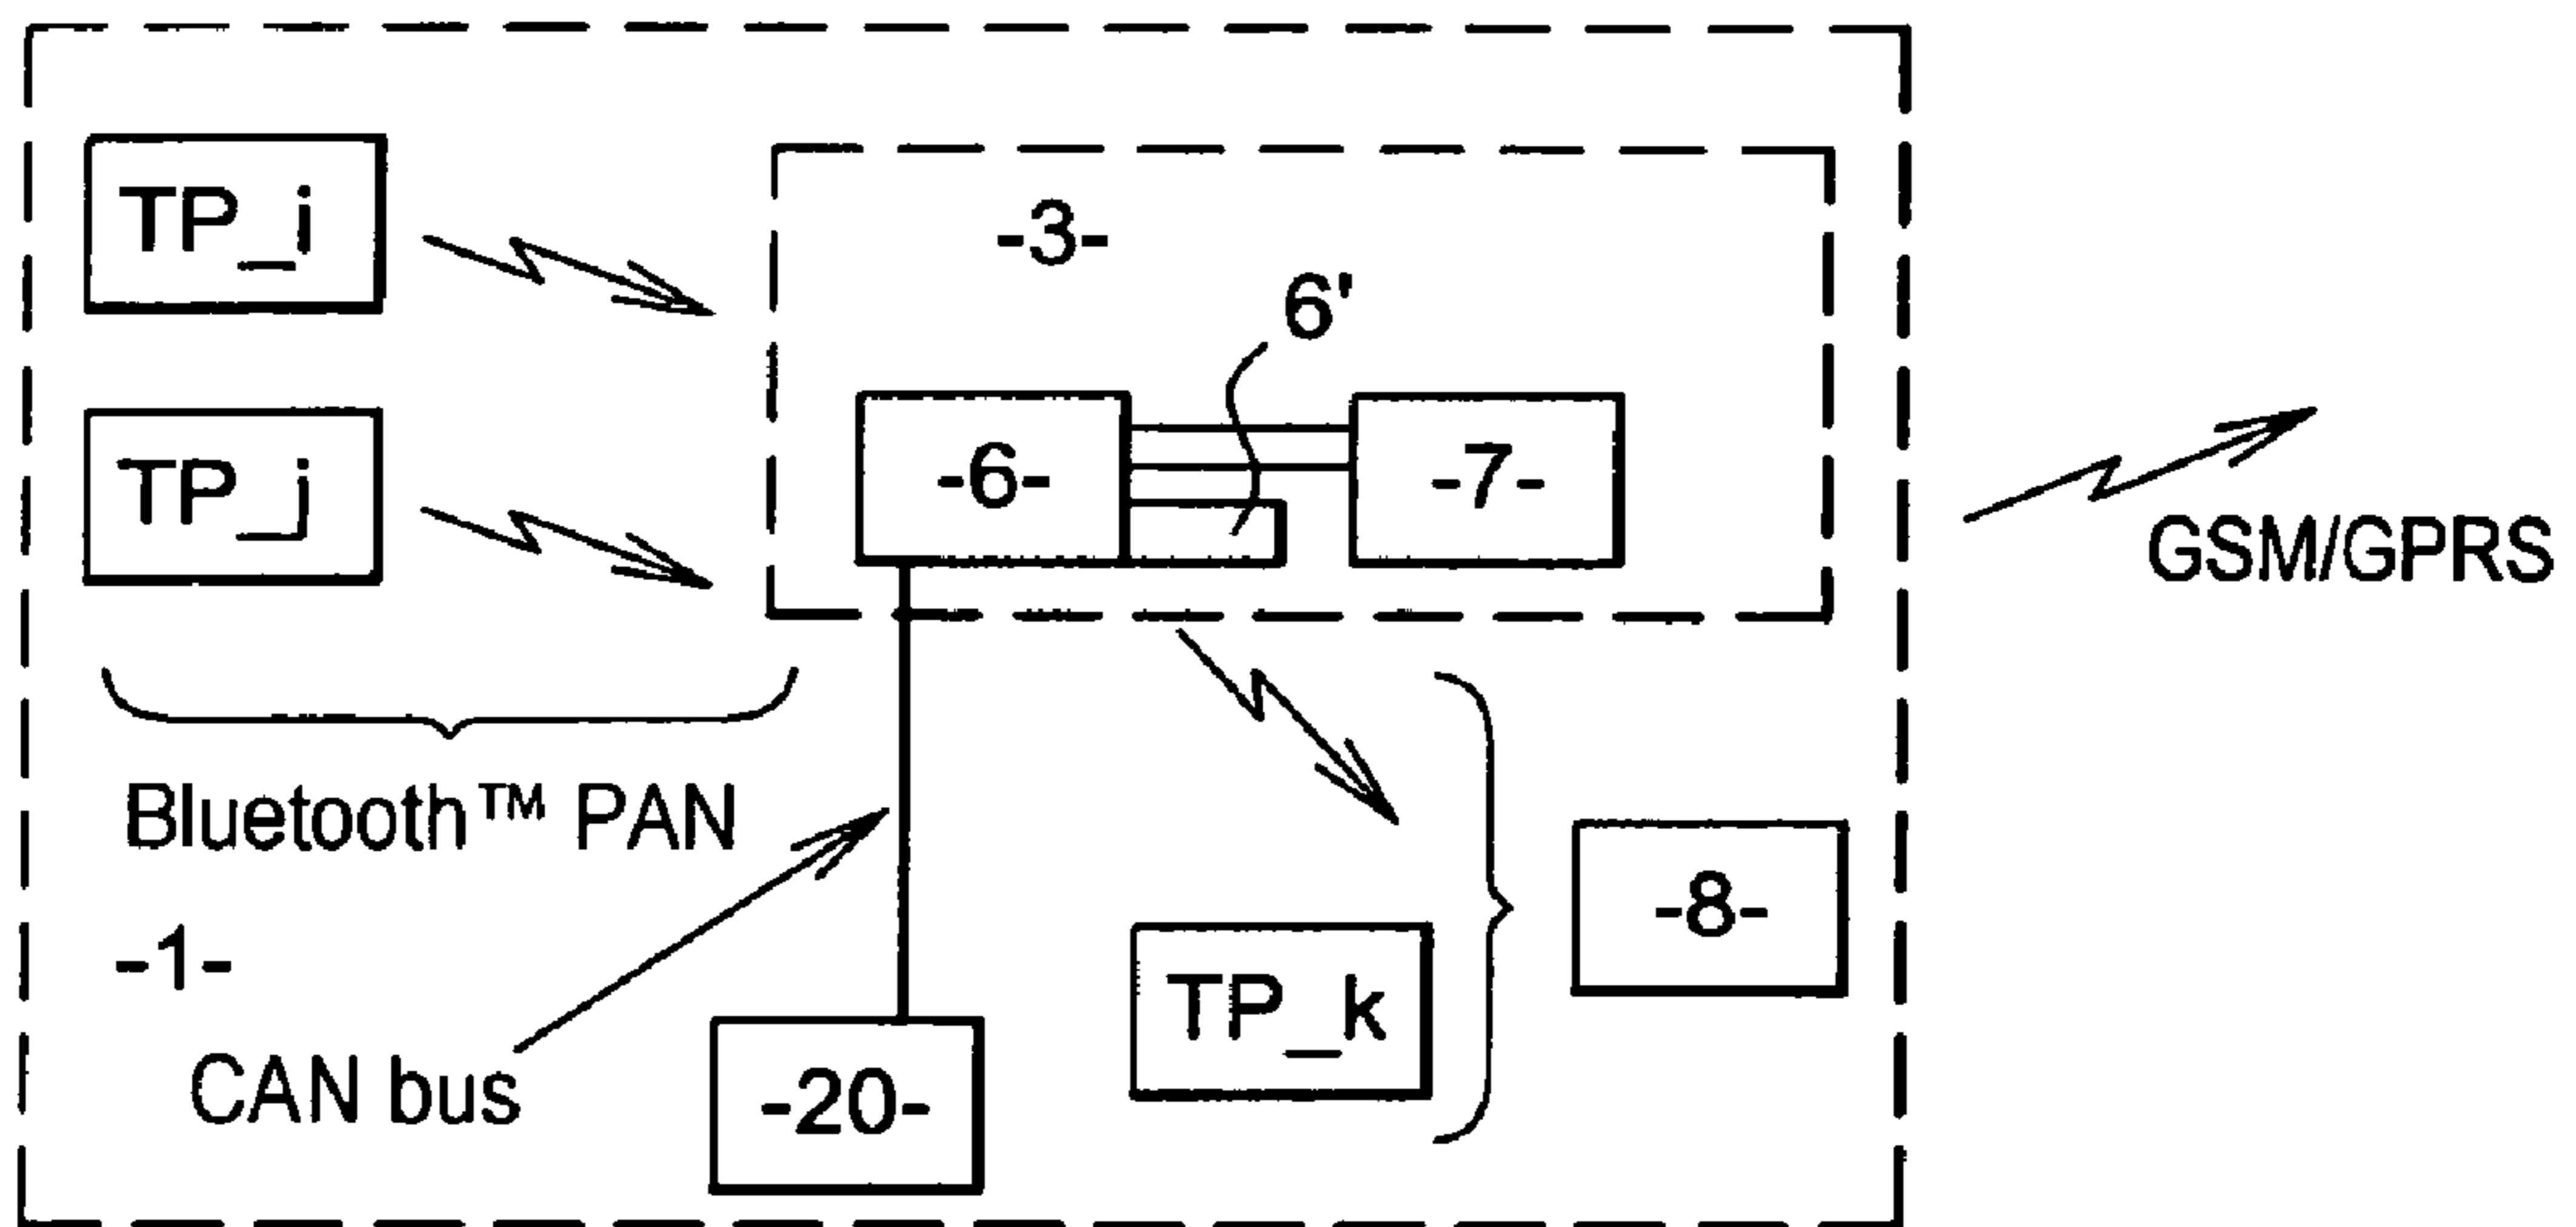 TP_i
-3-
6'
TP_j
-6-
-7-
GSM/GPRS
Bluetooth™ PAN
-8-
-1-
TP_k
CAN bus
-20-